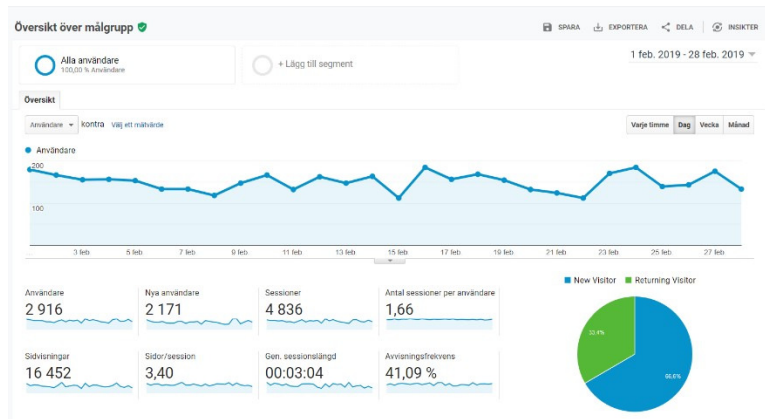 Översikt över målgrupp
SPARA EXPORTERA DELA INSIKTER
1 feb. 2019 - 28 feb. 2019
Alla användare
100,00 % Användare
+ Lägg till segment
Översikt
Användare kontra Välj ett mätvärde
Varje timme Dag Vecka Månad
Användare
200
100
... 3 feb 5 feb 7 feb 9 feb 11 feb 13 feb 15 feb 17 feb 19 feb 21 feb 23 feb 25 feb 27 feb
New Visitor Returning Visitor
Användare
2 916
Nya användare
2 171
Sessioner
4 836
Antal sessioner per användare
1,66
Sidvisningar
16 452
Sidor/session
3,40
Gen. sessionslängd
00:03:04
Avvisningsfrekvens
41,09 %
33,4%
66,6%